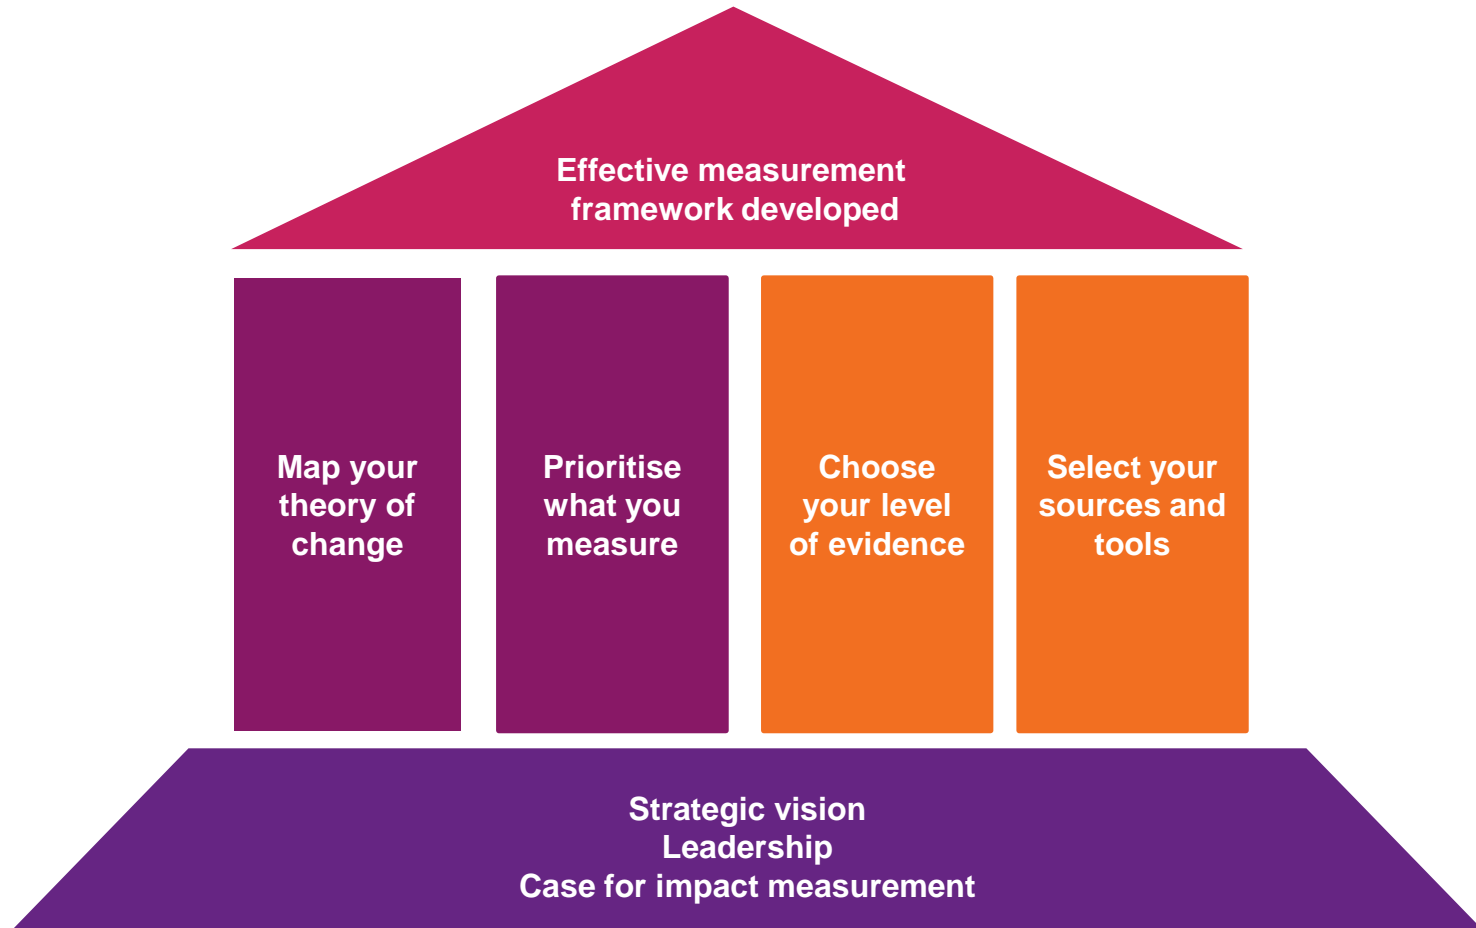 Effective measurement
framework developed
Map your
theory of
change
Prioritise
what you
measure
Choose
your level
of evidence
Select your
sources and
tools
Strategic vision
Leadership
Case for impact measurement